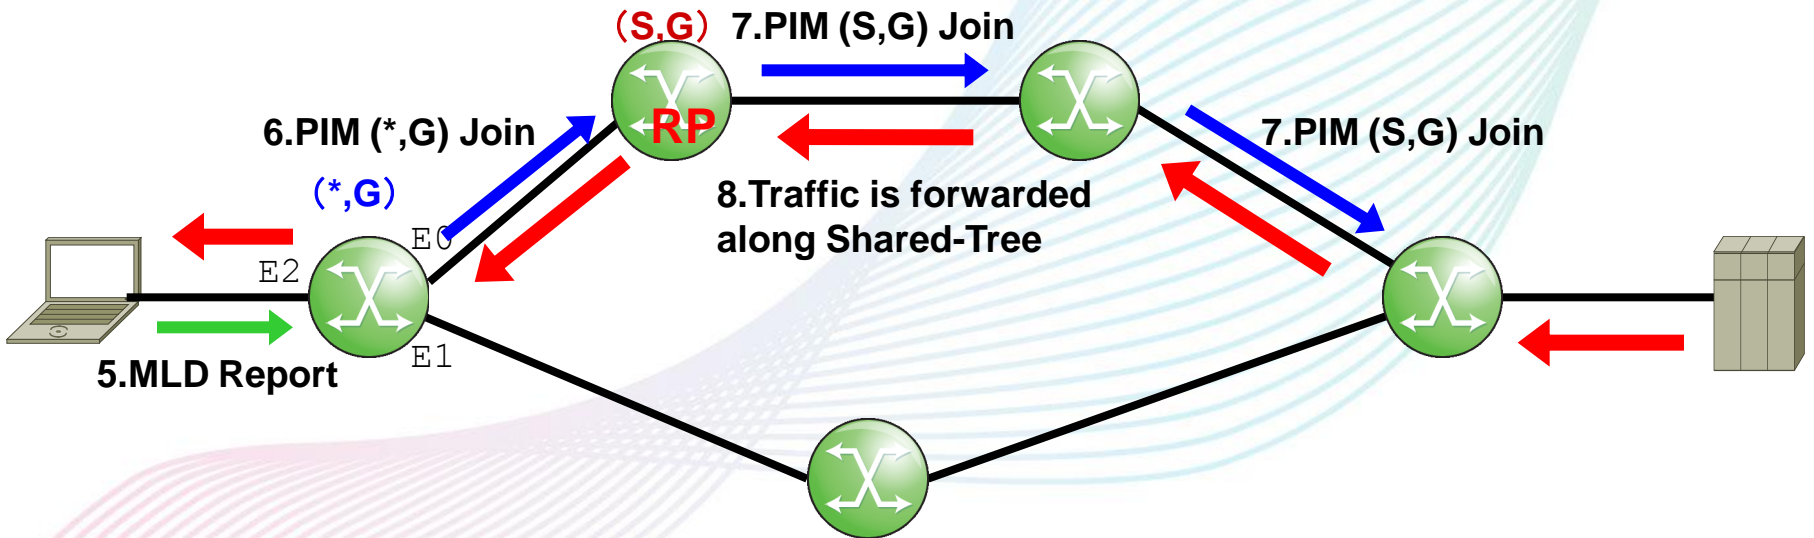 （S,G） 7.PIM (S,G) Join
RP
6.PIM (*,G) Join
7.PIM (S,G) Join
（*,G）
8.Traffic is forwarded
along Shared-Tree
E0
E2
E1
5.MLD Report